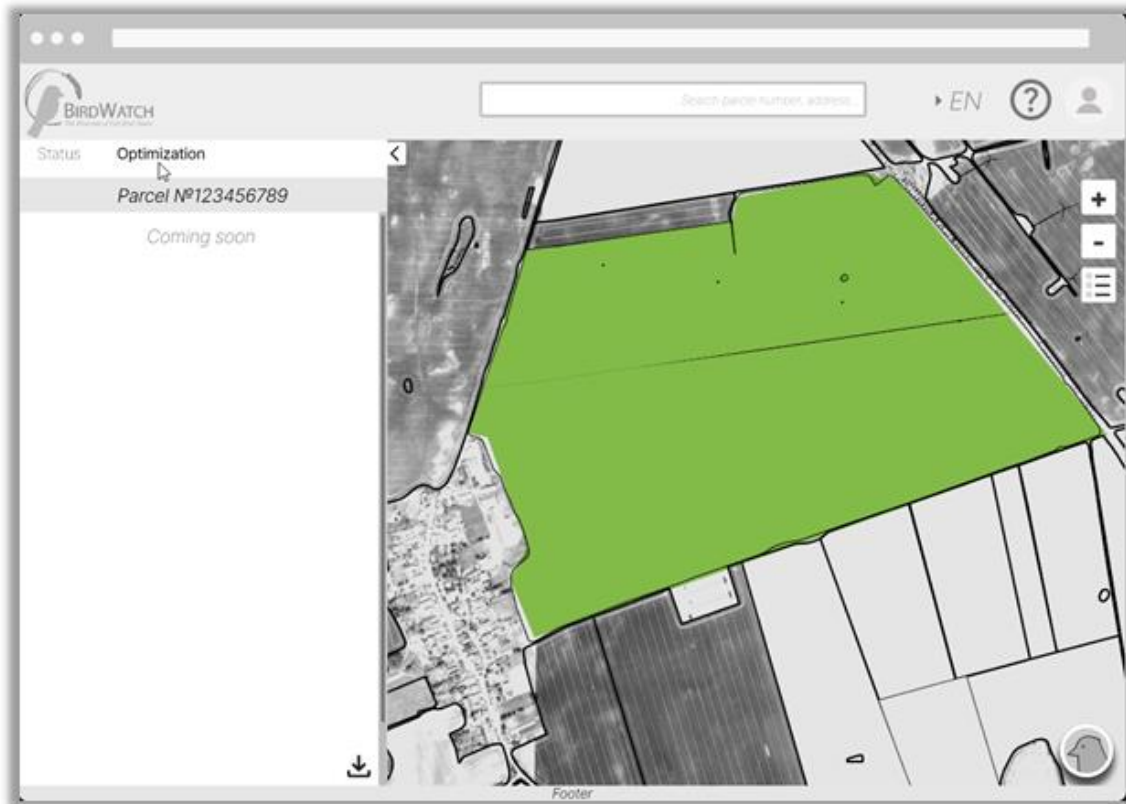 BIRDWATCH
Search parcel number, address...
EN
?
Status
Optimization
Parcel №123456789
Coming soon
+
-
Footer